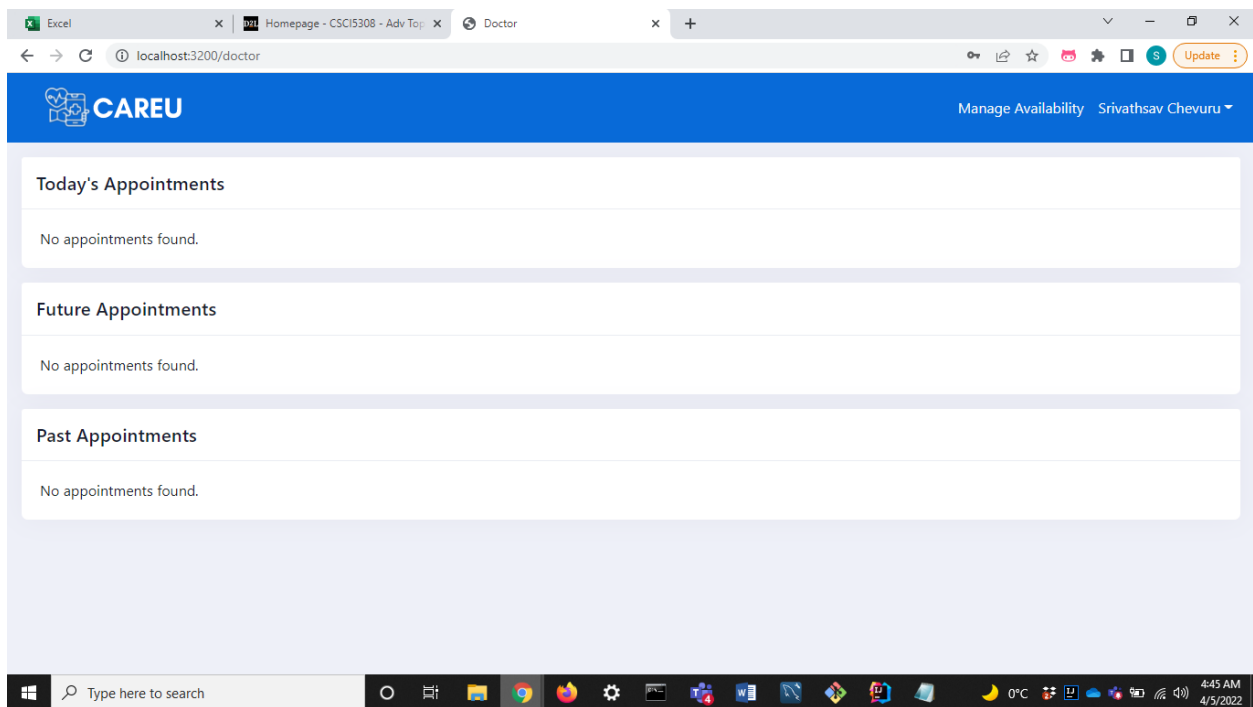 Excel
D2L Homepage - CSCI5308 - Adv Top
Doctor
localhost:3200/doctor
S
Update
CAREU
Manage Availability Srivathsav Chevuru
Today's Appointments
No appointments found.
Future Appointments
No appointments found.
Past Appointments
No appointments found.
Type here to search
4
0°C
4:45 AM
4/5/2022